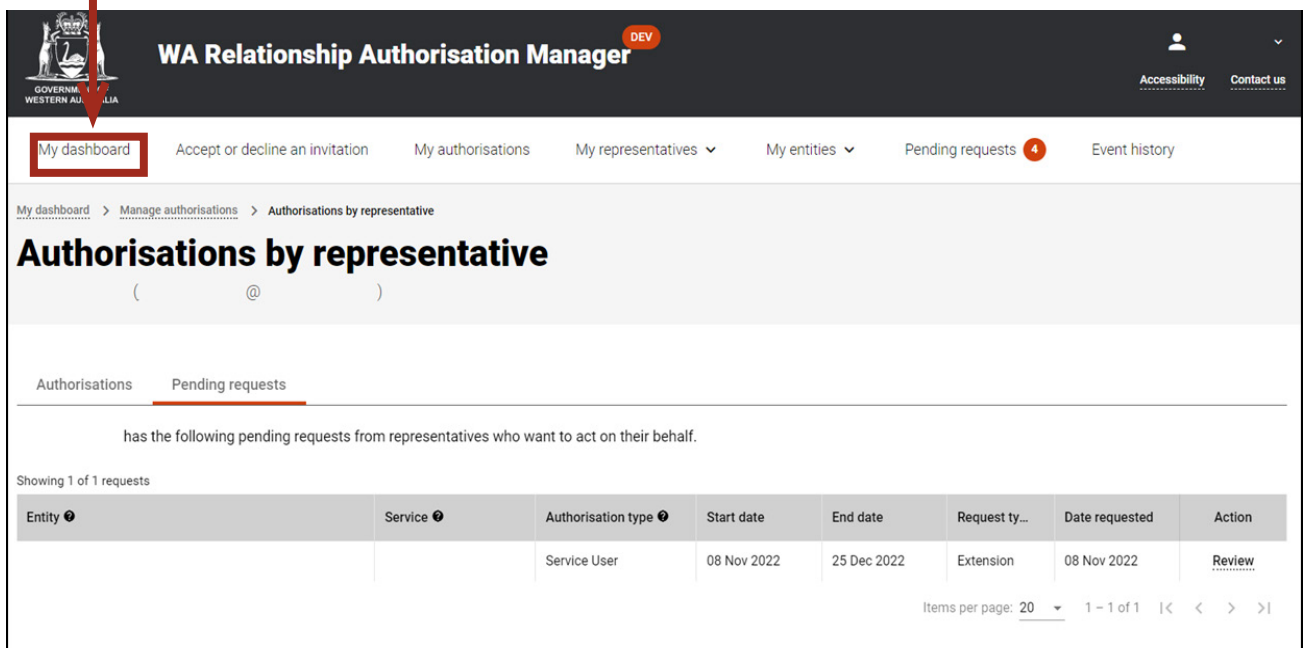 DEV
WA Relationship Authorisation Manager
GOVERNM
WESTERN AU LIA
Accessibility Contact us
My dashboard Accept or decline an invitation My authorisations My representatives My entities Pending requests 4 Event history
My dashboard > Manage authorisations > Authorisations by representative
Authorisations by representative
( @ )
Authorisations Pending requests
has the following pending requests from representatives who want to act on their behalf.
Showing 1 of 1 requests
Entity ? Service ? Authorisation type ? Start date End date Request ty... Date requested Action
Service User 08 Nov 2022 25 Dec 2022 Extension 08 Nov 2022 Review
Items per page: 20 1 – 1 of 1 |< < > >|